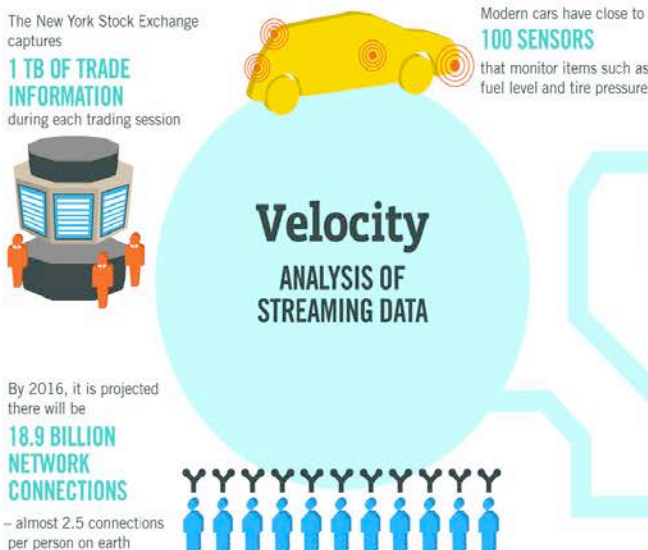 The New York Stock Exchange
captures
1 TB OF TRADE
INFORMATION
during each trading session
Modern cars have close to
100 SENSORS
that monitor items such as
fuel level and tire pressure
Velocity
ANALYSIS OF
STREAMING DATA
By 2016, it is projected
there will be
18.9 BILLION
NETWORK
CONNECTIONS
– almost 2.5 connections
per person on earth